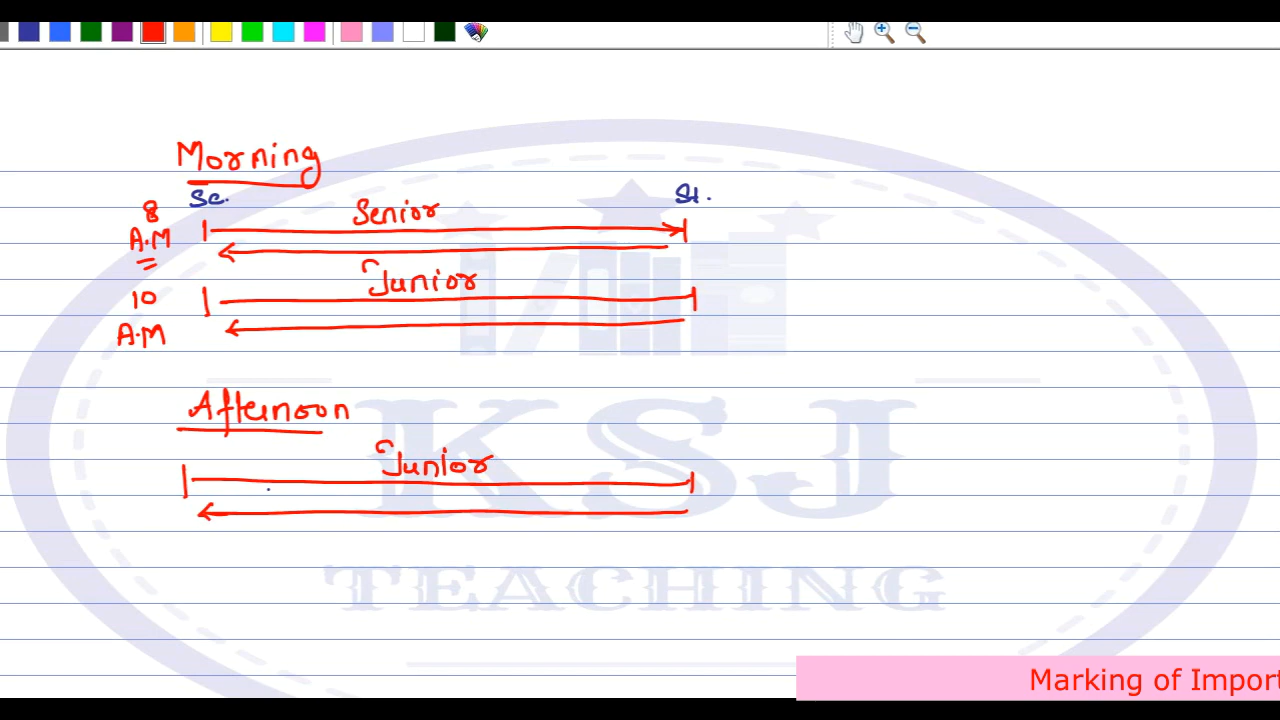 Morning
Sc. St.
8 Senior
A.M
Junior
10
A.M
Afternoon
Junior
KSJ
TEACHING
Marking of Import